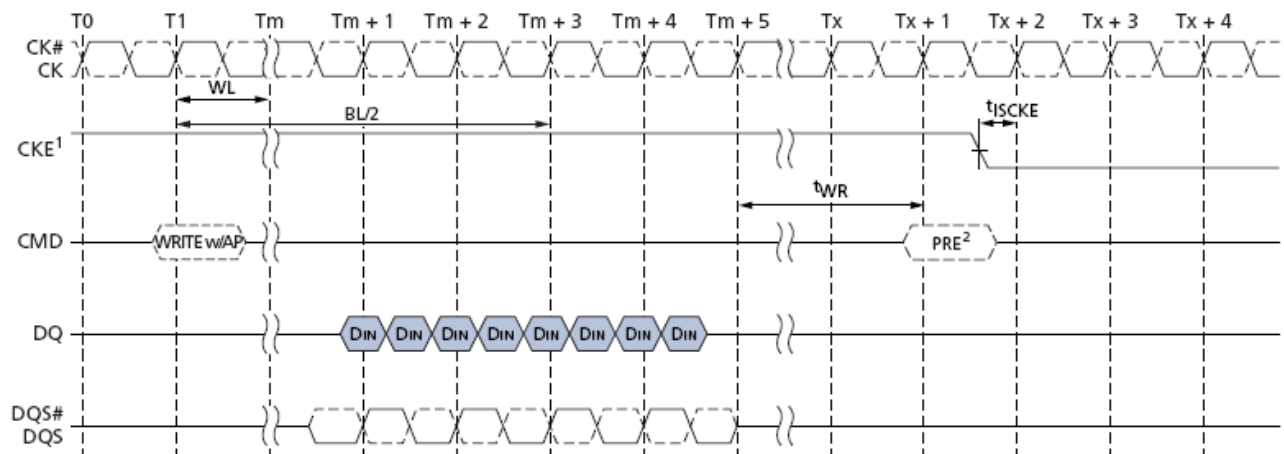 T0 T1 Tm Tm + 1 Tm + 2 Tm + 3 Tm + 4 Tm + 5 Tx Tx + 1 Tx + 2 Tx + 3 Tx + 4
CK#
CK
WL
BL/2
tISCKE
CKE1
tWR
CMD WRITE w/AP PRE2
DQ DIN DIN DIN DIN DIN DIN DIN DIN
DQS#
DQS